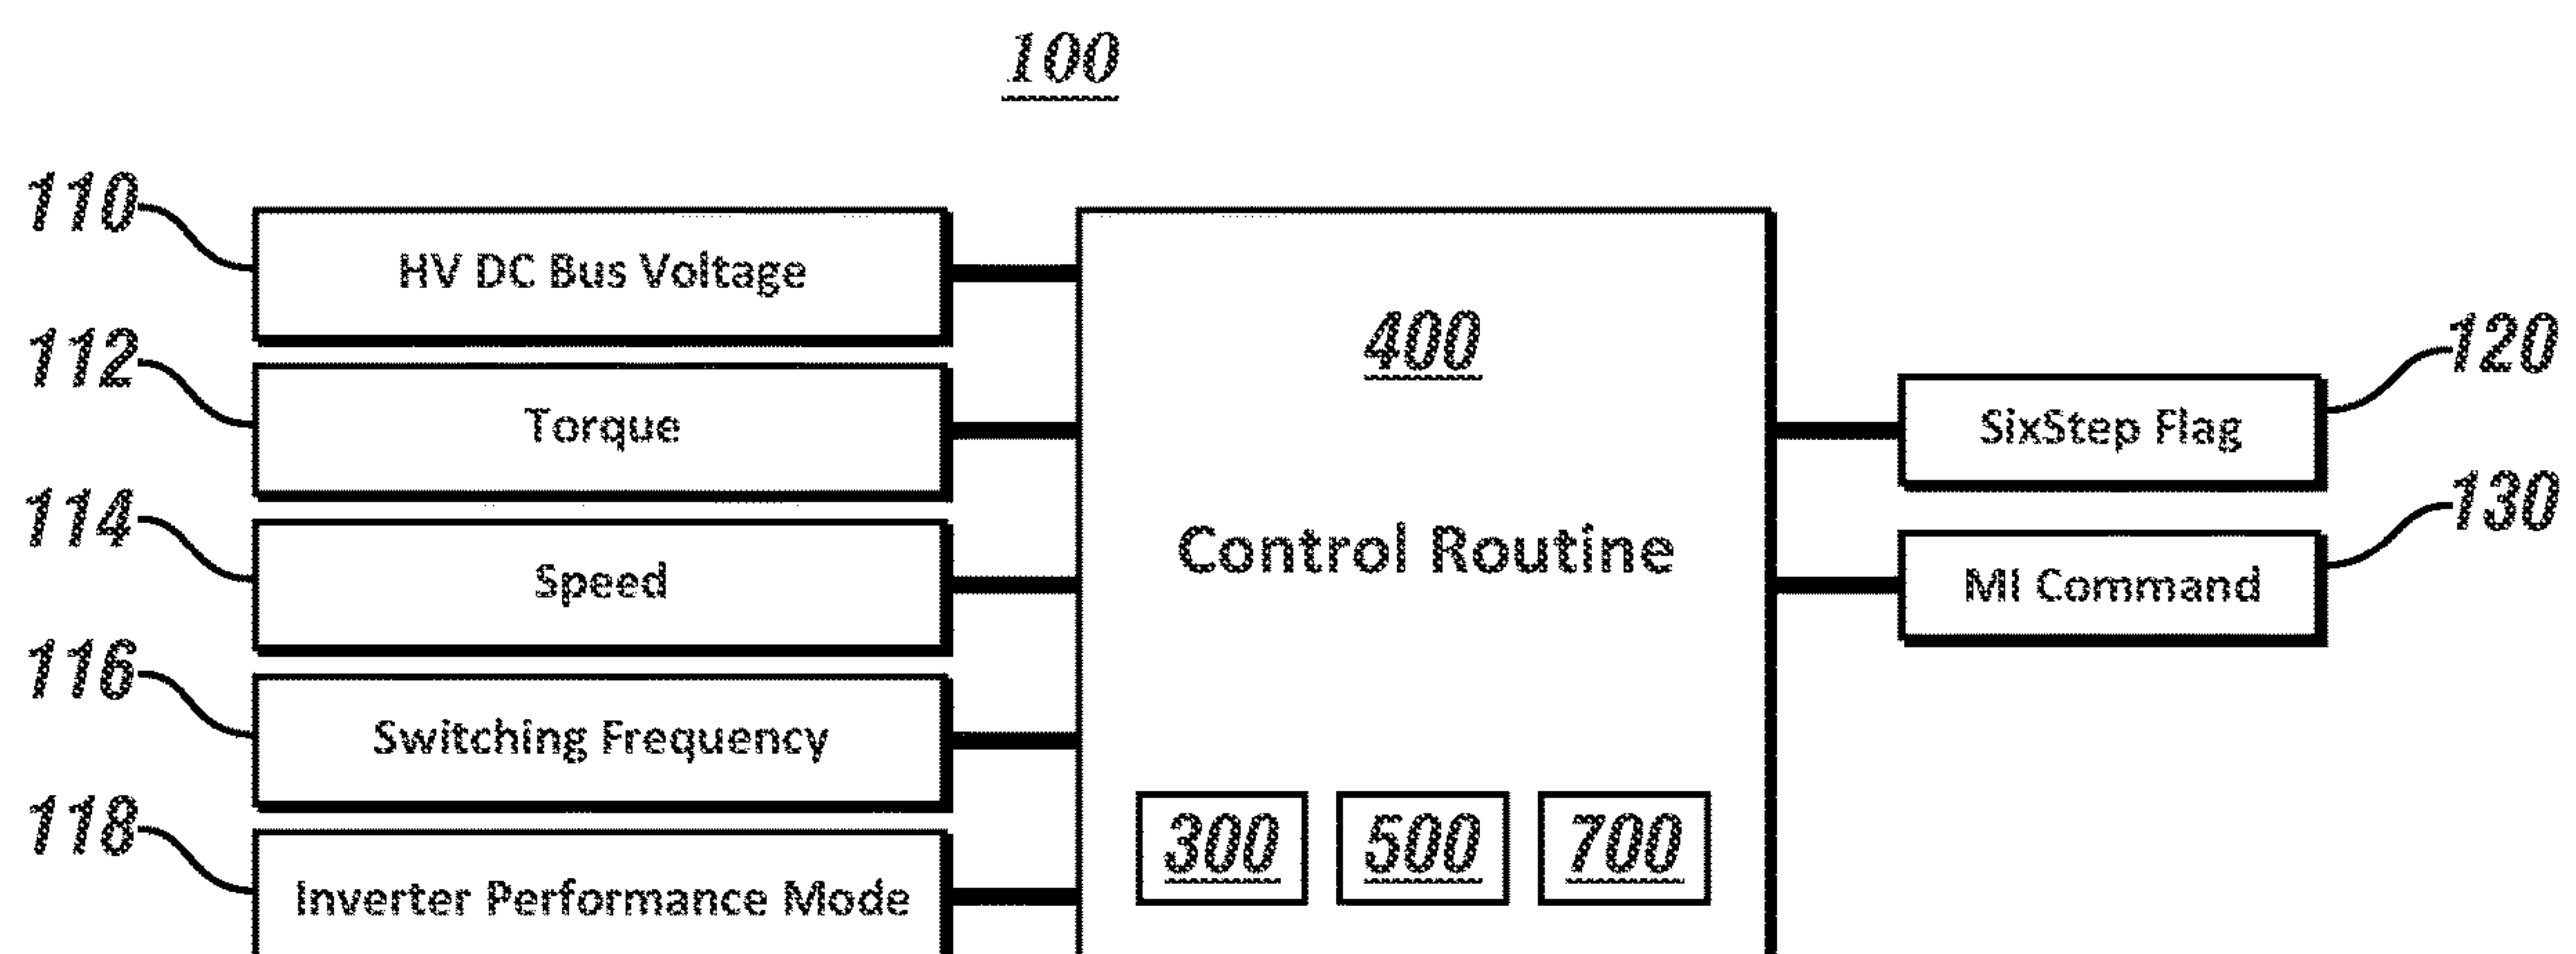 100
110
HV DC Bus Voltage
112
Torque
114
Speed
116
Switching Frequency
118
Inverter Performance Mode
400
Control Routine
300 500 700
120
SixStep Flag
130
MI Command